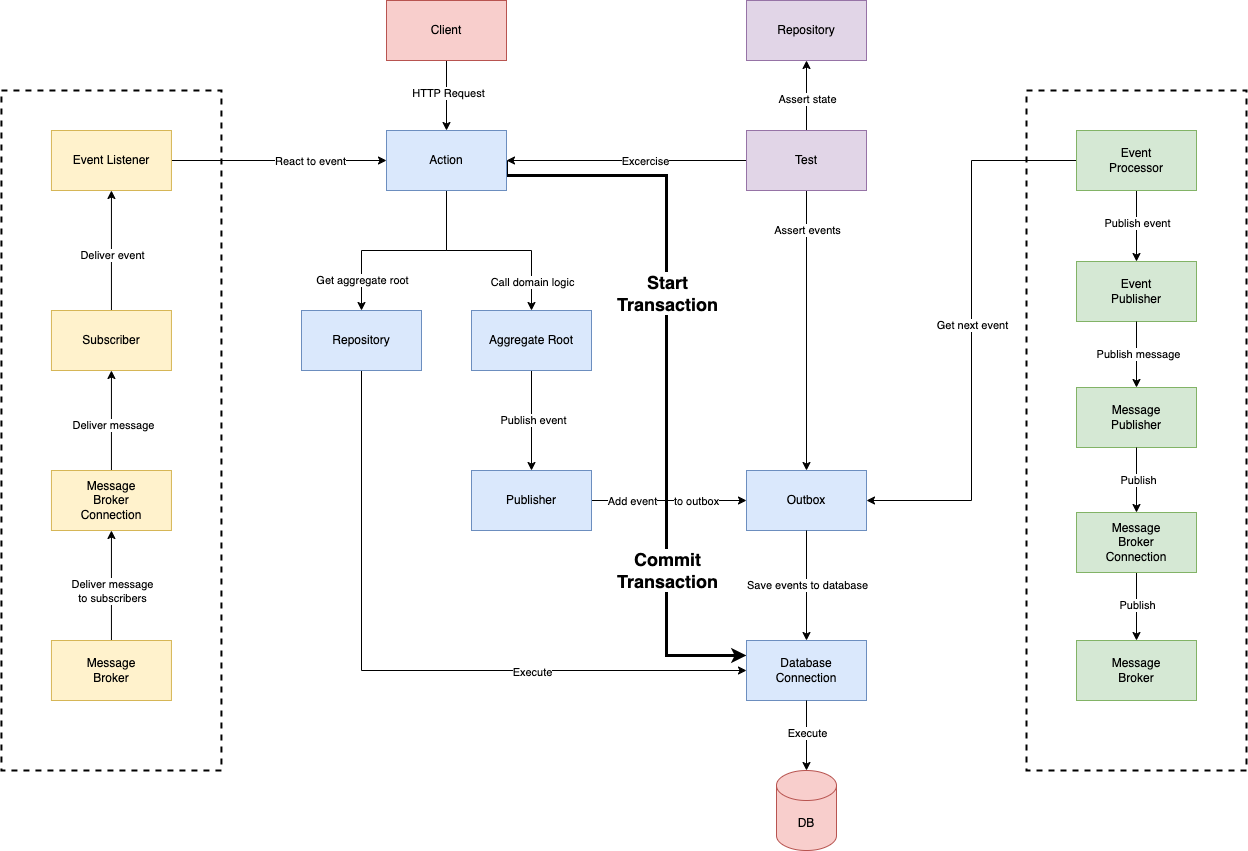 Client
Repository
HTTP Request
Assert state
Event Listener
React to event
Action
Excercise
Test
Event
Processor
Deliver event
Get aggregate root
Call domain logic
Start
Transaction
Assert events
Publish event
Event
Publisher
Get next event
Subscriber
Repository
Aggregate Root
Publish message
Deliver message
Publish event
Message
Publisher
Message
Broker
Connection
Publisher
Add event
to outbox
Outbox
Publish
Message
Broker
Connection
Deliver message
to subscribers
Commit
Transaction
Save events to database
Publish
Message
Broker
Execute
Database
Connection
Message
Broker
Execute
DB